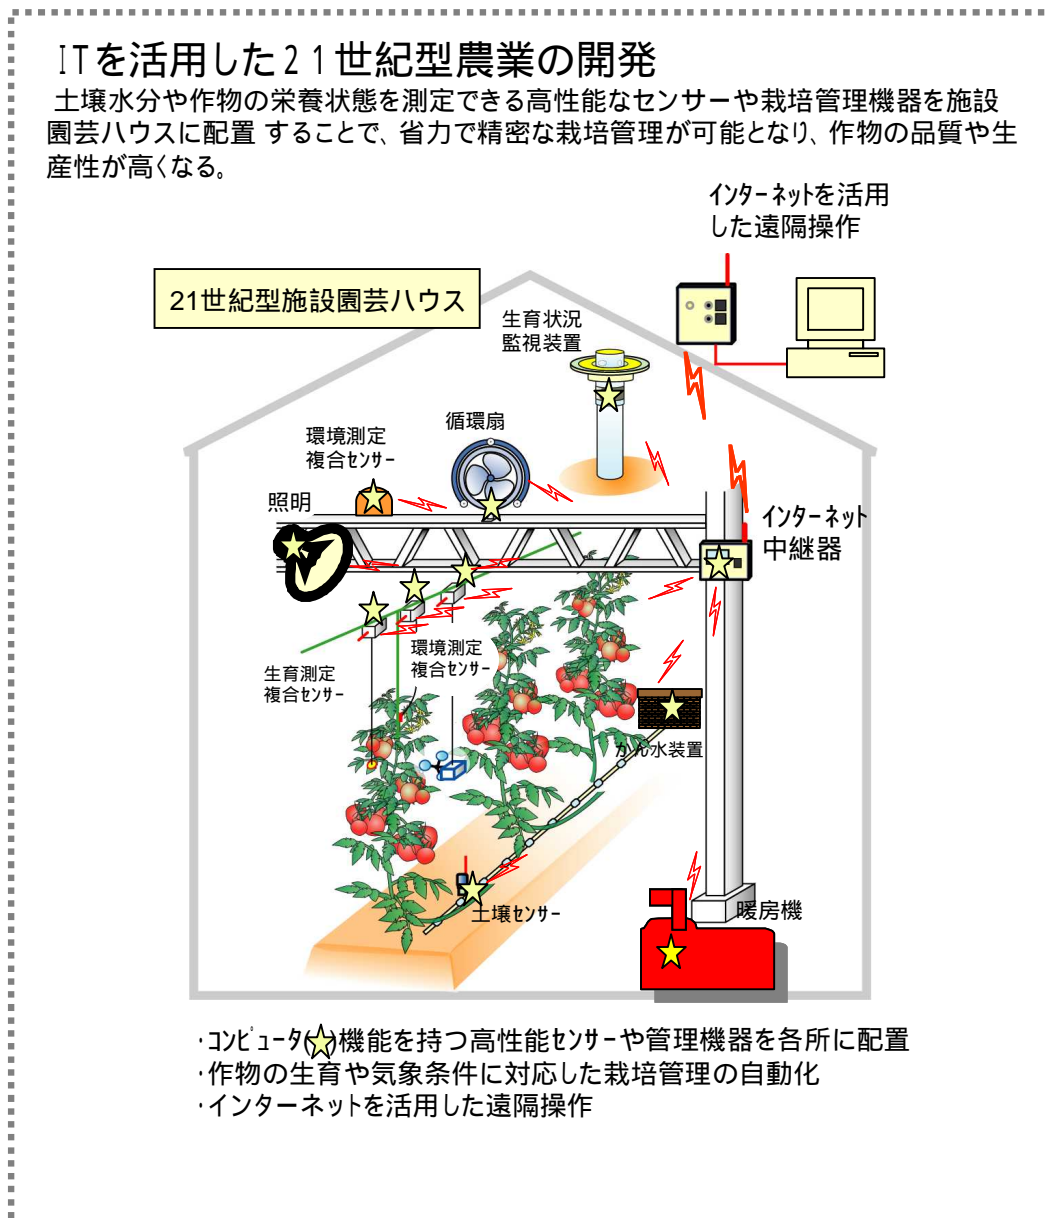 ITを活用した21世紀型農業の開発
土壌水分や作物の栄養状態を測定できる高性能なセンサーや栽培管理機器を施設
園芸ハウスに配置 することで、省力で精密な栽培管理が可能となり、作物の品質や生
産性が高くなる。
インターネットを活用
した遠隔操作
21世紀型施設園芸ハウス
生育状況
監視装置
循環扇
環境測定
複合センサー
照明
インターネット
中継器
環境測定
複合センサー
生育測定
複合センサー
かん水装置
土壌センサー
暖房機
・コンピュータ(☆)機能を持つ高性能センサーや管理機器を各所に配置
・作物の生育や気象条件に対応した栽培管理の自動化
・インターネットを活用した遠隔操作